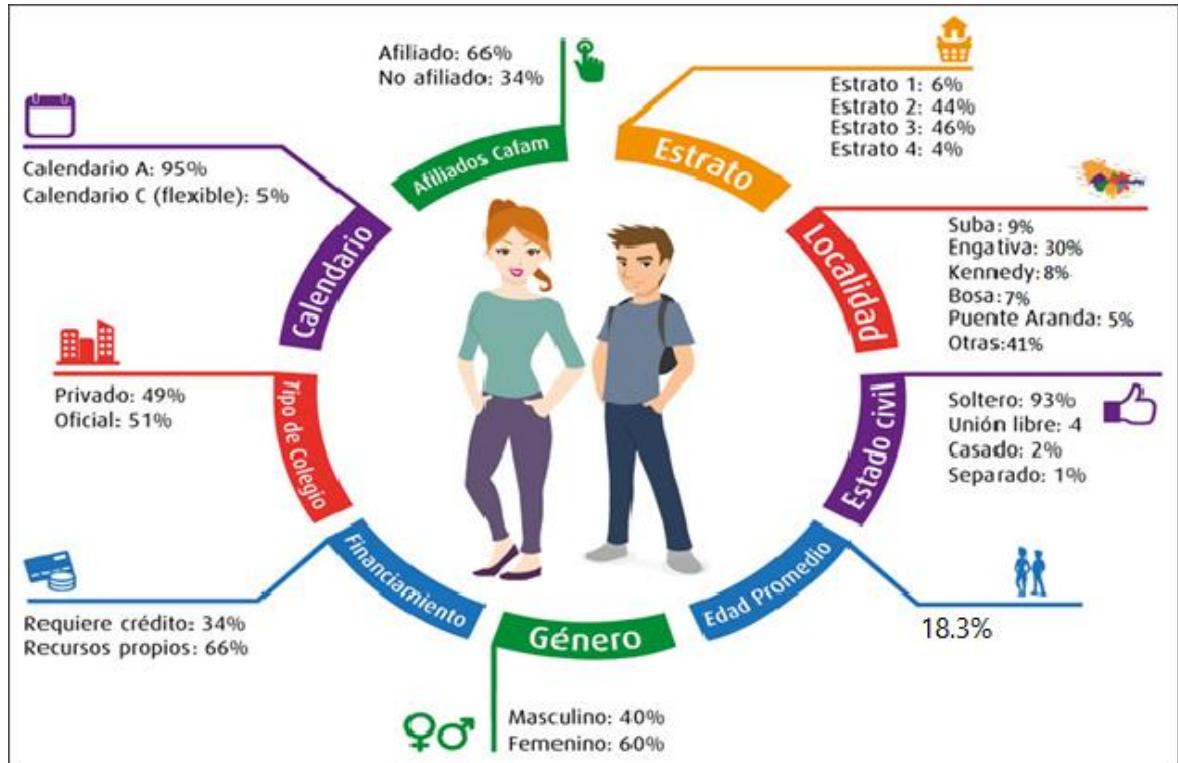 Afiliado: 66%
No afiliado: 34%
Afiliados Cafam
Estrato
Estrato 1: 6%
Estrato 2: 44%
Estrato 3: 46%
Estrato 4: 4%
Calendario A: 95%
Calendario C (flexible): 5%
Calendario
Localidad
Suba: 9%
Engativa: 30%
Kennedy: 8%
Bosa: 7%
Puente Aranda: 5%
Otras:41%
Privado: 49%
Oficial: 51%
Tipo de Colegio
Estado civil
Soltero: 93%
Unión libre: 4
Casado: 2%
Separado: 1%
Requiere crédito: 34%
Recursos propios: 66%
Financiamiento
Edad Promedio
18.3%
Género
Masculino: 40%
Femenino: 60%